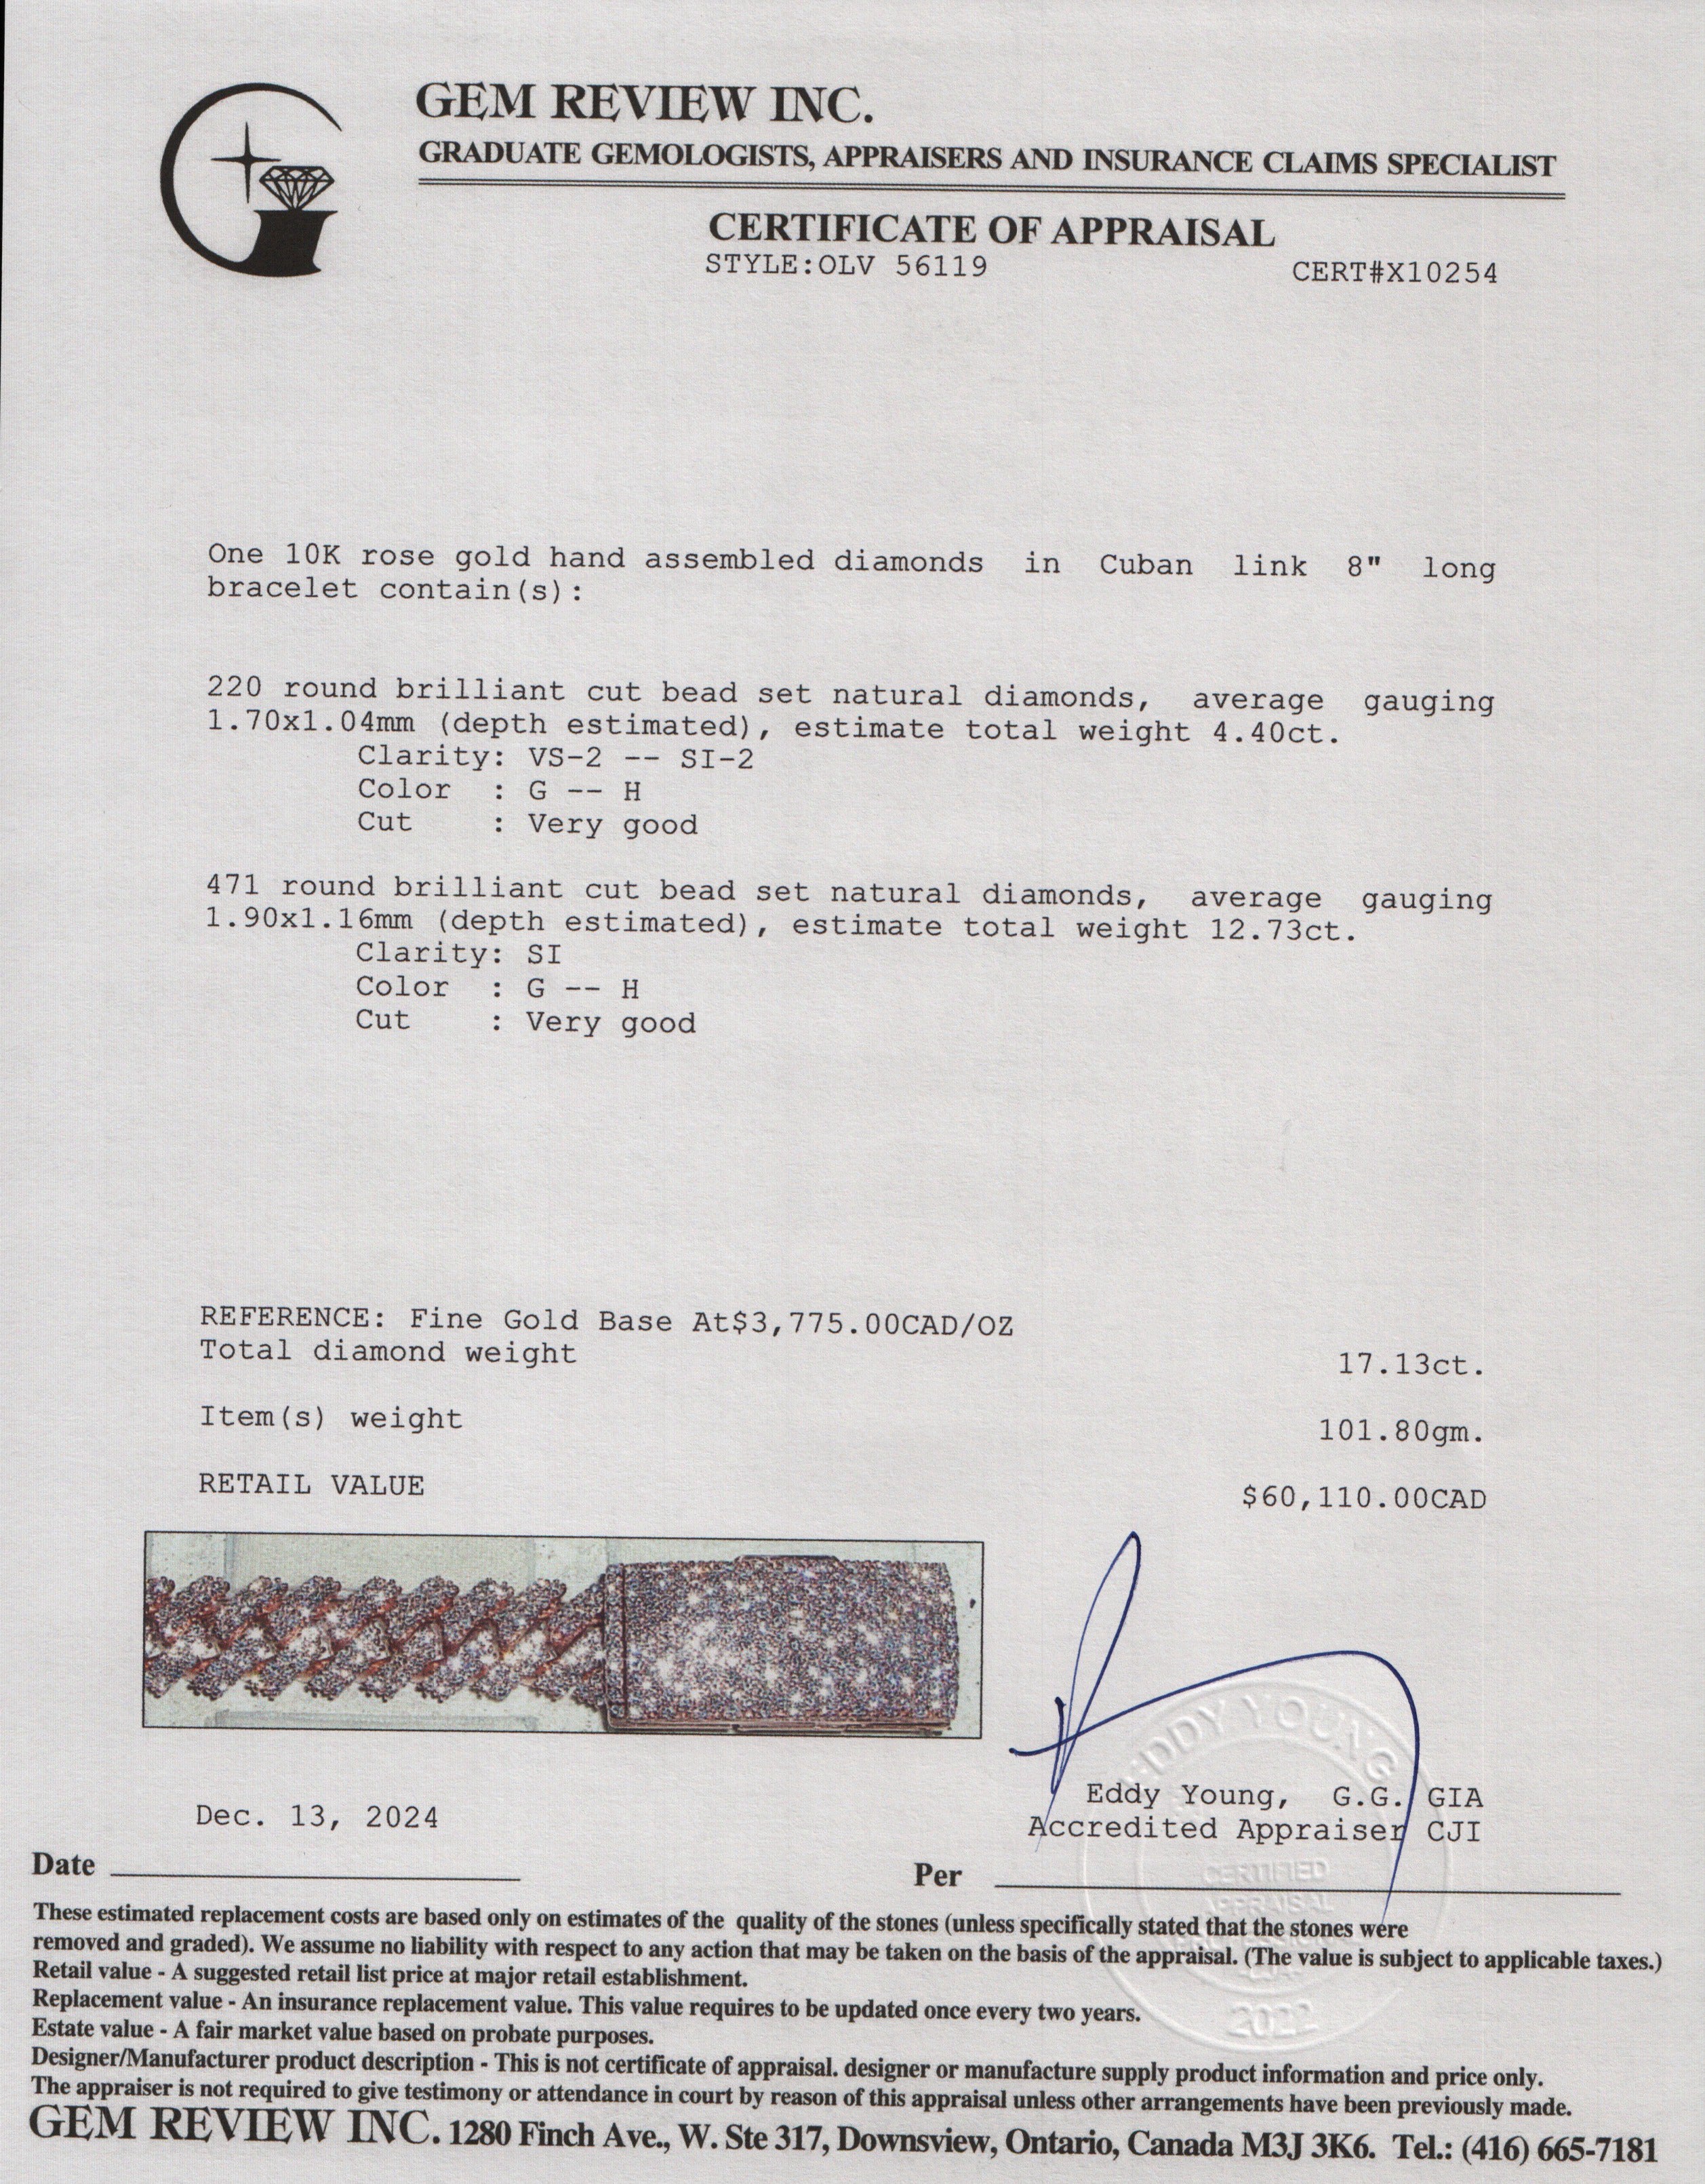 GEM REVIEW INC.
GRADUATE GEMOLOGISTS, APPRAISERS AND INSURANCE CLAIMS SPECIALIST
CERTIFICATE OF APPRAISAL
STYLE:OLV 56119 CERT#X10254
One 10K rose gold hand assembled diamonds in Cuban link 8" long
bracelet contain(s):
220 round brilliant cut bead set natural diamonds, average gauging
1.70x1.04mm (depth estimated), estimate total weight 4.40ct.
Clarity: VS-2 -- SI-2
Color : G -- H
Cut : Very good
471 round brilliant cut bead set natural diamonds, average gauging
1.90x1.16mm (depth estimated), estimate total weight 12.73ct.
Clarity: SI
Color : G -- H
Cut : Very good
REFERENCE: Fine Gold Base At$3,775.00CAD/OZ
Total diamond weight 17.13ct.
Item(s) weight 101.80gm.
RETAIL VALUE $60,110.00CAD
EDDY YOUNG
Eddy Young, G.G. GIA
Dec. 13, 2024 Accredited Appraiser CJI
Date Per
CERTIFIED
APPRAISAL
2022
These estimated replacement costs are based only on estimates of the quality of the stones (unless specifically stated that the stones were
removed and graded). We assume no liability with respect to any action that may be taken on the basis of the appraisal. (The value is subject to applicable taxes.)
Retail value - A suggested retail list price at major retail establishment.
Replacement value - An insurance replacement value. This value requires to be updated once every two years.
Estate value - A fair market value based on probate purposes.
Designer/Manufacturer product description - This is not certificate of appraisal. designer or manufacture supply product information and price only.
The appraiser is not required to give testimony or attendance in court by reason of this appraisal unless other arrangements have been previously made.
GEM REVIEW INC. 1280 Finch Ave., W. Ste 317, Downsview, Ontario, Canada M3J 3K6. Tel.: (416) 665-7181